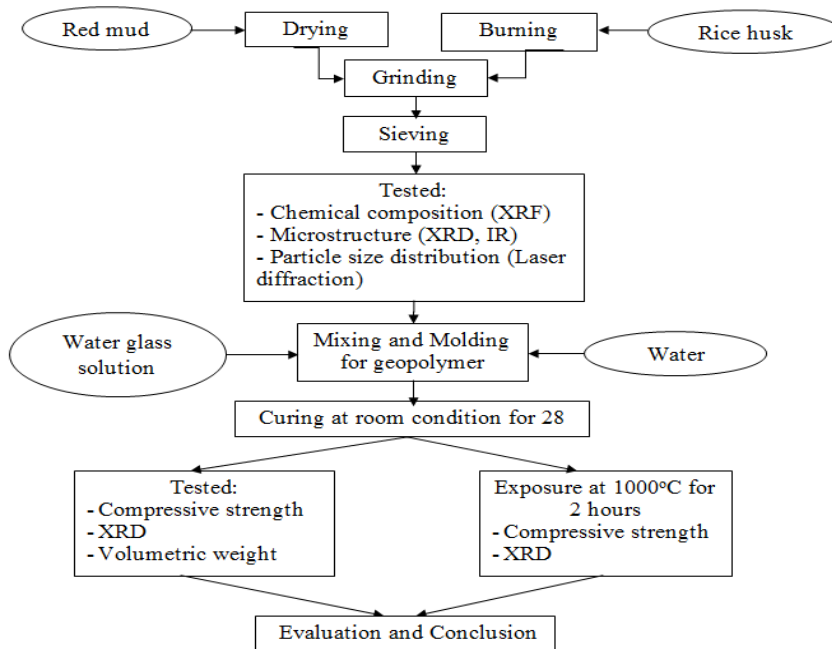 Red mud
Drying
Burning
Rice husk
Grinding
Sieving
Tested:
- Chemical composition (XRF)
- Microstructure (XRD, IR)
- Particle size distribution (Laser
diffraction)
Water glass
solution
Mixing and Molding
for geopolymer
Water
Curing at room condition for 28
Tested:
- Compressive strength
- XRD
- Volumetric weight
Exposure at 1000°C for
2 hours
- Compressive strength
- XRD
Evaluation and Conclusion